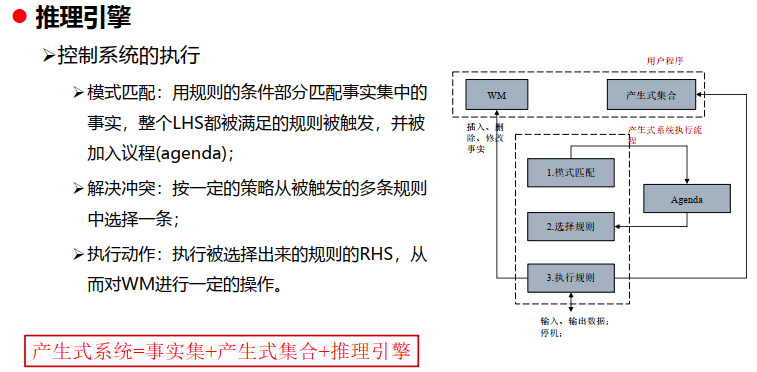 推理引擎
控制系统的执行
模式匹配：用规则的条件部分匹配事实集中的
事实，整个LHS都被满足的规则被触发，并被
加入议程(agenda)；
解决冲突：按一定的策略从被触发的多条规则
中选择一条；
执行动作：执行被选择出来的规则的RHS，从
而对WM进行一定的操作。
产生式系统=事实集+产生式集合+推理引擎
用户程序
WM
产生式集合
插入、删
除、修改
事实
产生式系统执行流
程
1.模式匹配
Agenda
2.选择规则
3.执行规则
输入、输出数据；
停机；